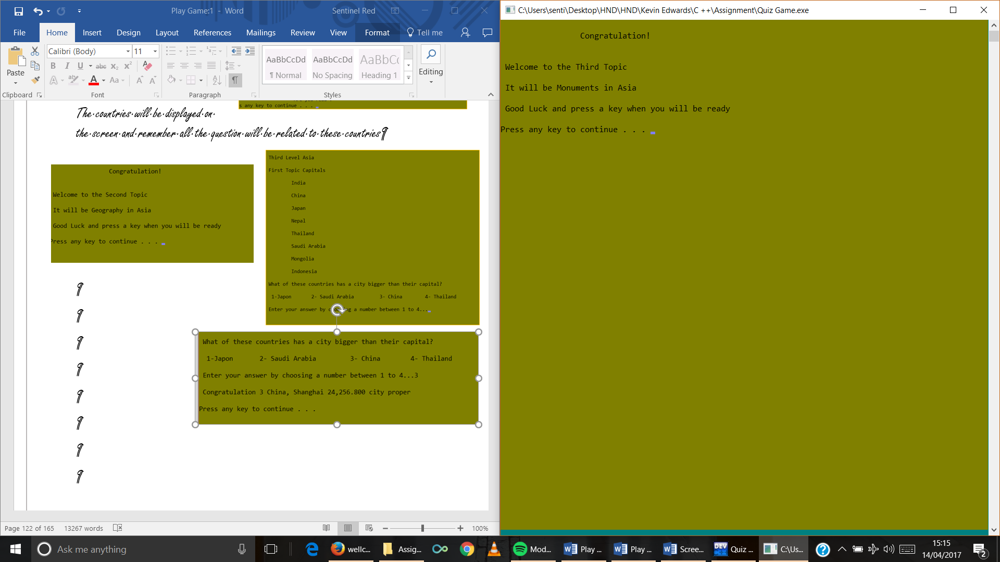 Play Game:1 - Word
Sentinel Red
File Home Insert Design Layout References Mailings Review View Format Tell me
Paste
Calibri (Body) 11
B I U abc x₂ x²
A ab A Aa A A
AaBbCcDd AaBbCcDd AaBbCc
¶ Normal No Spacing Heading 1
Editing
Clipboard Font Paragraph Styles
s any key to continue . . .
The·countries·will·be·displayed·on·
the·screen·and·remember·all·the·question·will·be·related·to·these·countries¶
Congratulation!
Welcome to the Second Topic
It will be Geography in Asia
Good Luck and press a key when you will be ready
Press any key to continue . . .
Third Level Asia
First Topic Capitals
India
China
Japan
Nepal
Thailand
Saudi Arabia
Mongolia
Indonesia
What of these countries has a city bigger than their capital?
1-Japon 2- Saudi Arabia 3- China 4- Thailand
Enter your answer by choosing a number between 1 to 4...
¶
¶
¶
¶
¶
¶
¶
¶
What of these countries has a city bigger than their capital?
1-Japon 2- Saudi Arabia 3- China 4- Thailand
Enter your answer by choosing a number between 1 to 4...3
Congratulation 3 China, Shanghai 24,256.800 city proper
Press any key to continue . . .
Page 122 of 165 13267 words
100%
C:\Users\senti\Desktop\HND\HND\Kevin Edwards\C ++\Assignment\Quiz Game.exe
Congratulation!
Welcome to the Third Topic
It will be Monuments in Asia
Good Luck and press a key when you will be ready
Press any key to continue . . .
Ask me anything
wellc...
Assig...
Mod...
Play ...
Play ...
Scree...
DEV
Quiz ...
C:\Us...
15:15
14/04/2017
2